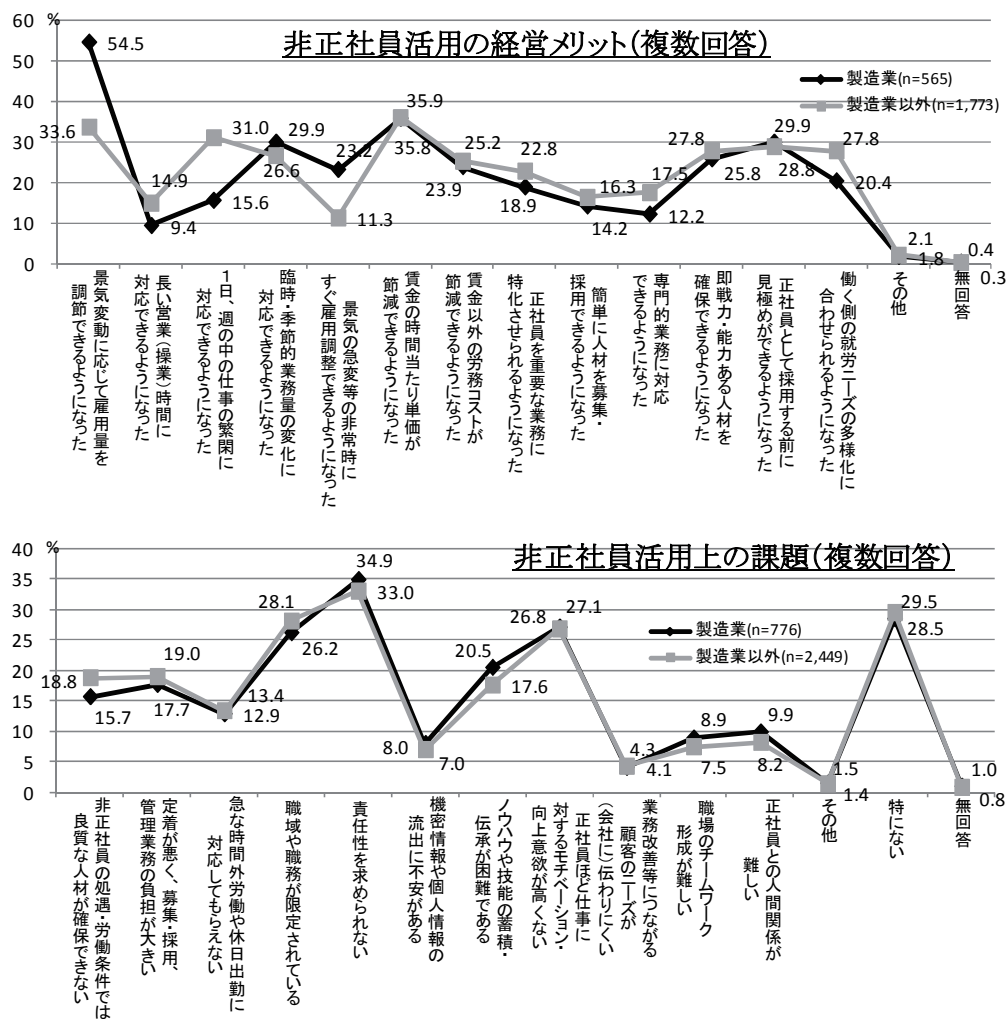 非正社員活用の経営メリット(複数回答)
%
60
50
40
30
20
10
0
製造業(n=565)
製造業以外(n=1,773)
54.5
33.6
14.9
9.4
31.0
15.6
29.9
26.6
23.2
11.3
35.9
35.8
25.2
23.9
22.8
18.9
16.3
14.2
17.5
12.2
27.8
25.8
29.9
28.8
27.8
20.4
2.1
1.8
0.4
0.3
景気変動に応じて雇用量を
調節できるようになった
長い営業(操業)時間に
対応できるようになった
1日、週の中の仕事の繁閑に
対応できるようになった
臨時・季節的業務量の変化に
対応できるようになった
景気の急変等の非常時に
すぐ雇用調整できるようになった
賃金の時間当たり単価が
節減できるようになった
賃金以外の労務コストが
節減できるようになった
正社員を重要な業務に
特化させられるようになった
簡単に人材を募集・
採用できるようになった
専門的業務に対応
できるようになった
即戦力・能力ある人材を
確保できるようになった
正社員として採用する前に
見極めができるようになった
働く側の就労ニーズの多様化に
合わせられるようになった
その他
無回答
非正社員活用上の課題(複数回答)
%
40
35
30
25
20
15
10
5
0
製造業(n=776)
製造業以外(n=2,449)
18.8
15.7
19.0
17.7
13.4
12.9
28.1
26.2
34.9
33.0
8.0
7.0
20.5
17.6
26.8
27.1
4.3
4.1
8.9
7.5
9.9
8.2
1.5
1.4
29.5
28.5
1.0
0.8
非正社員の処遇・労働条件では
良質な人材が確保できない
定着が悪く、募集・採用、
管理業務の負担が大きい
急な時間外労働や休日出勤に
対応してもらえない
職域や職務が限定されている
責任性を求められない
機密情報や個人情報の
流出に不安がある
ノウハウや技能の蓄積・
伝承が困難である
正社員ほど仕事に
対するモチベーション・
向上意欲が高くない
業務改善等につながる
顧客のニーズが
(会社に)伝わりにくい
職場のチームワーク
形成が難しい
正社員との人間関係が
難しい
その他
特にない
無回答